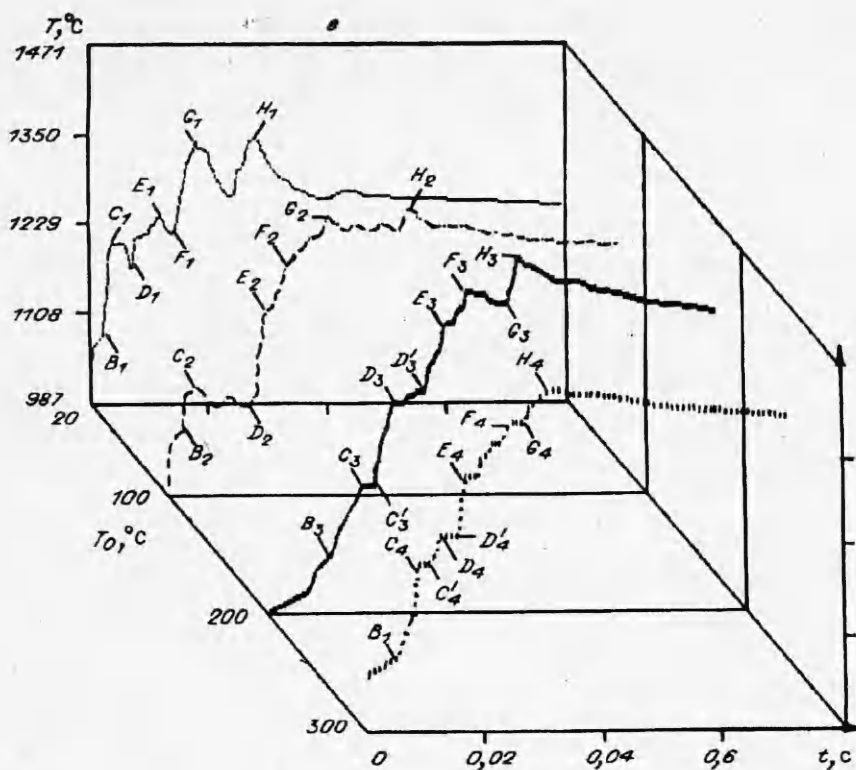 T,°C
в
1471
1350
1229
1108
987
20
100
To,°C
200
300
0 0,02 0,04 0,6 t,c
G1 H1
E1
C1
F1
D1
B1
H2
G2
F2
E2
C2
D2
B2
H3
F3
E3
G3
D3 D'3
C3
C'3
B3
H4
F4
G4
E4
D'4
C4 D4
C'4
B1